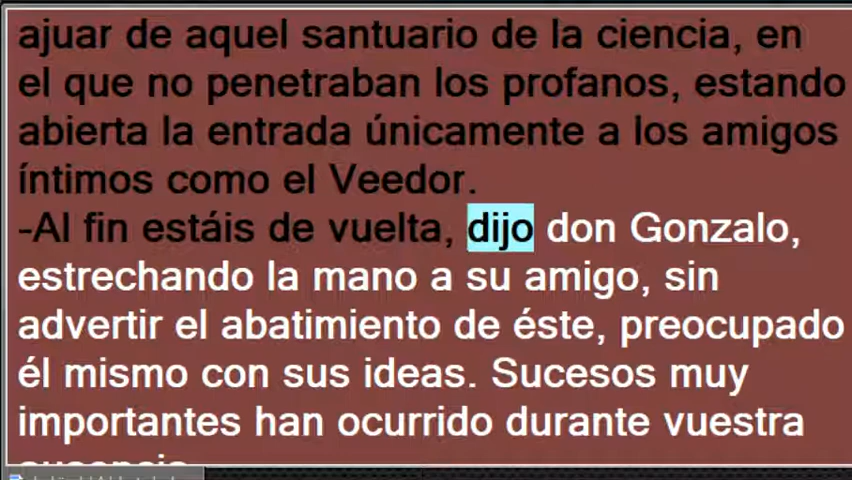 ajuar de aquel santuario de la ciencia, en
el que no penetraban los profanos, estando
abierta la entrada únicamente a los amigos
íntimos como el Veedor.
-Al fin estáis de vuelta, dijo don Gonzalo,
estrechando la mano a su amigo, sin
advertir el abatimiento de éste, preocupado
él mismo con sus ideas. Sucesos muy
importantes han ocurrido durante vuestra